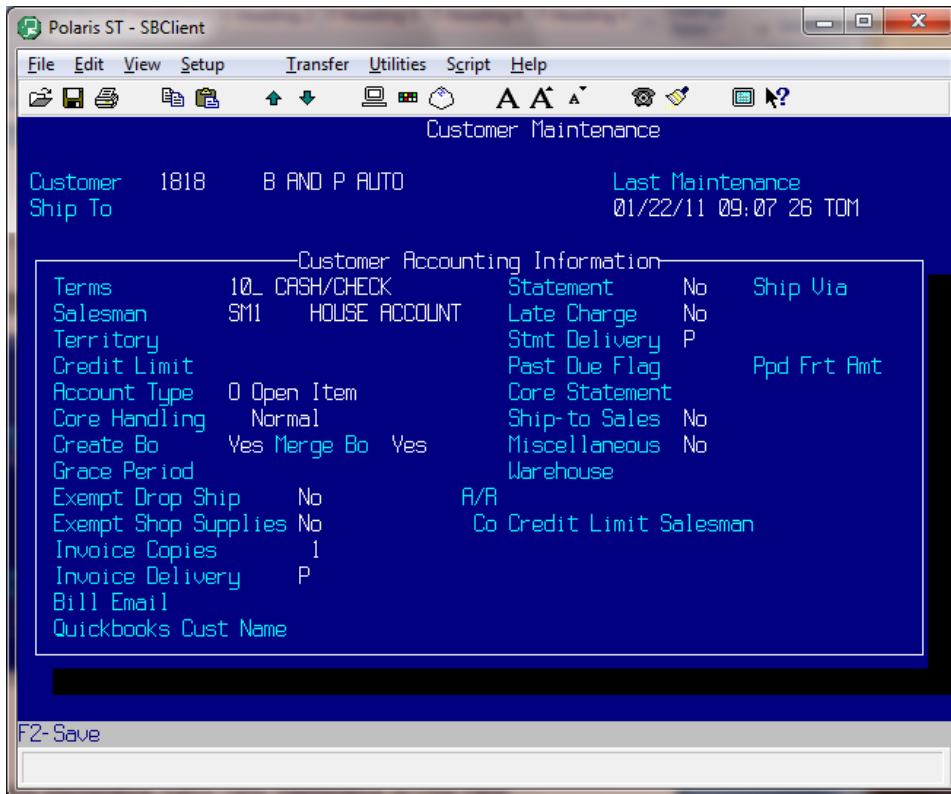 Polaris ST - SBClient
File Edit View Setup Transfer Utilities Script Help
A A A ?
Customer Maintenance
Customer 1818 B AND P AUTO Last Maintenance
Ship To 01/22/11 09:07 26 TOM
Customer Accounting Information
Terms 10_ CASH/CHECK Statement No Ship Via
Salesman SM1 HOUSE ACCOUNT Late Charge No
Territory Stmt Delivery P
Credit Limit Past Due Flag Ppd Frt Amt
Account Type O Open Item Core Statement
Core Handling Normal Ship-to Sales No
Create Bo Yes Merge Bo Yes Miscellaneous No
Grace Period Warehouse
Exempt Drop Ship No A/R
Exempt Shop Supplies No Co Credit Limit Salesman
Invoice Copies 1
Invoice Delivery P
Bill Email
Quickbooks Cust Name
F2-Save